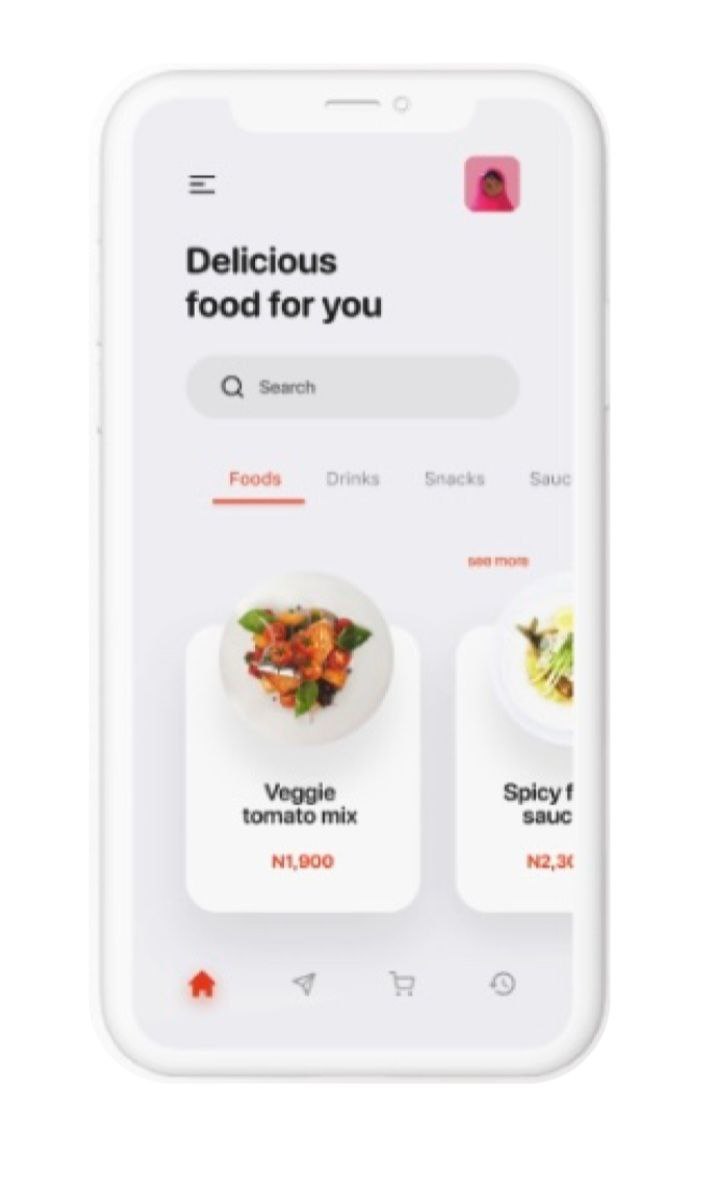 Delicious
food for you
Search
Foods Drinks Snacks Sauc
see more
Veggie
tomato mix
N1,900
Spicy f
sauc
N2,30